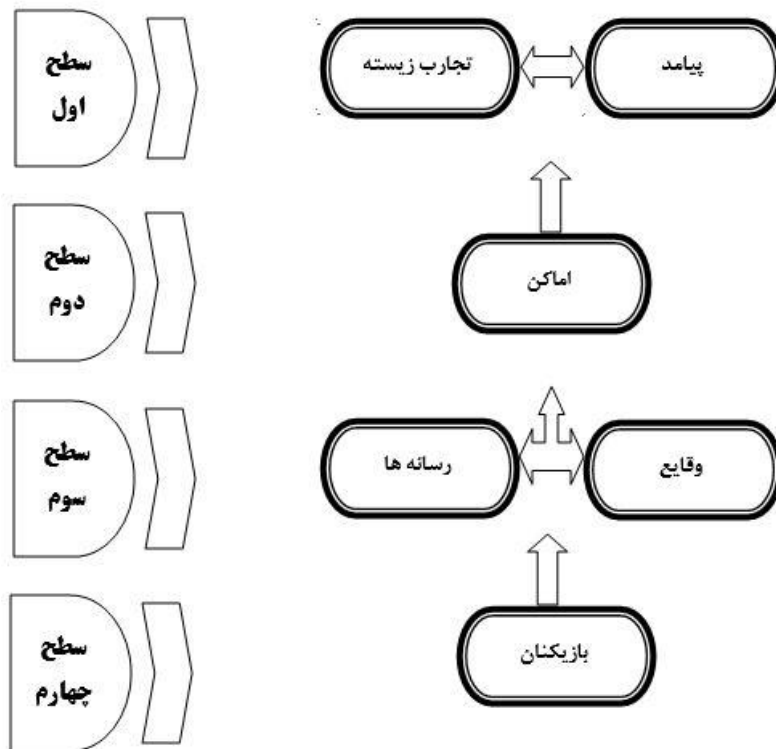 سطح
اول
پیامد
تجارب زیسته
سطح
دوم
اماکن
سطح
سوم
وقایع
رسانه ها
سطح
چهارم
بازیکنان